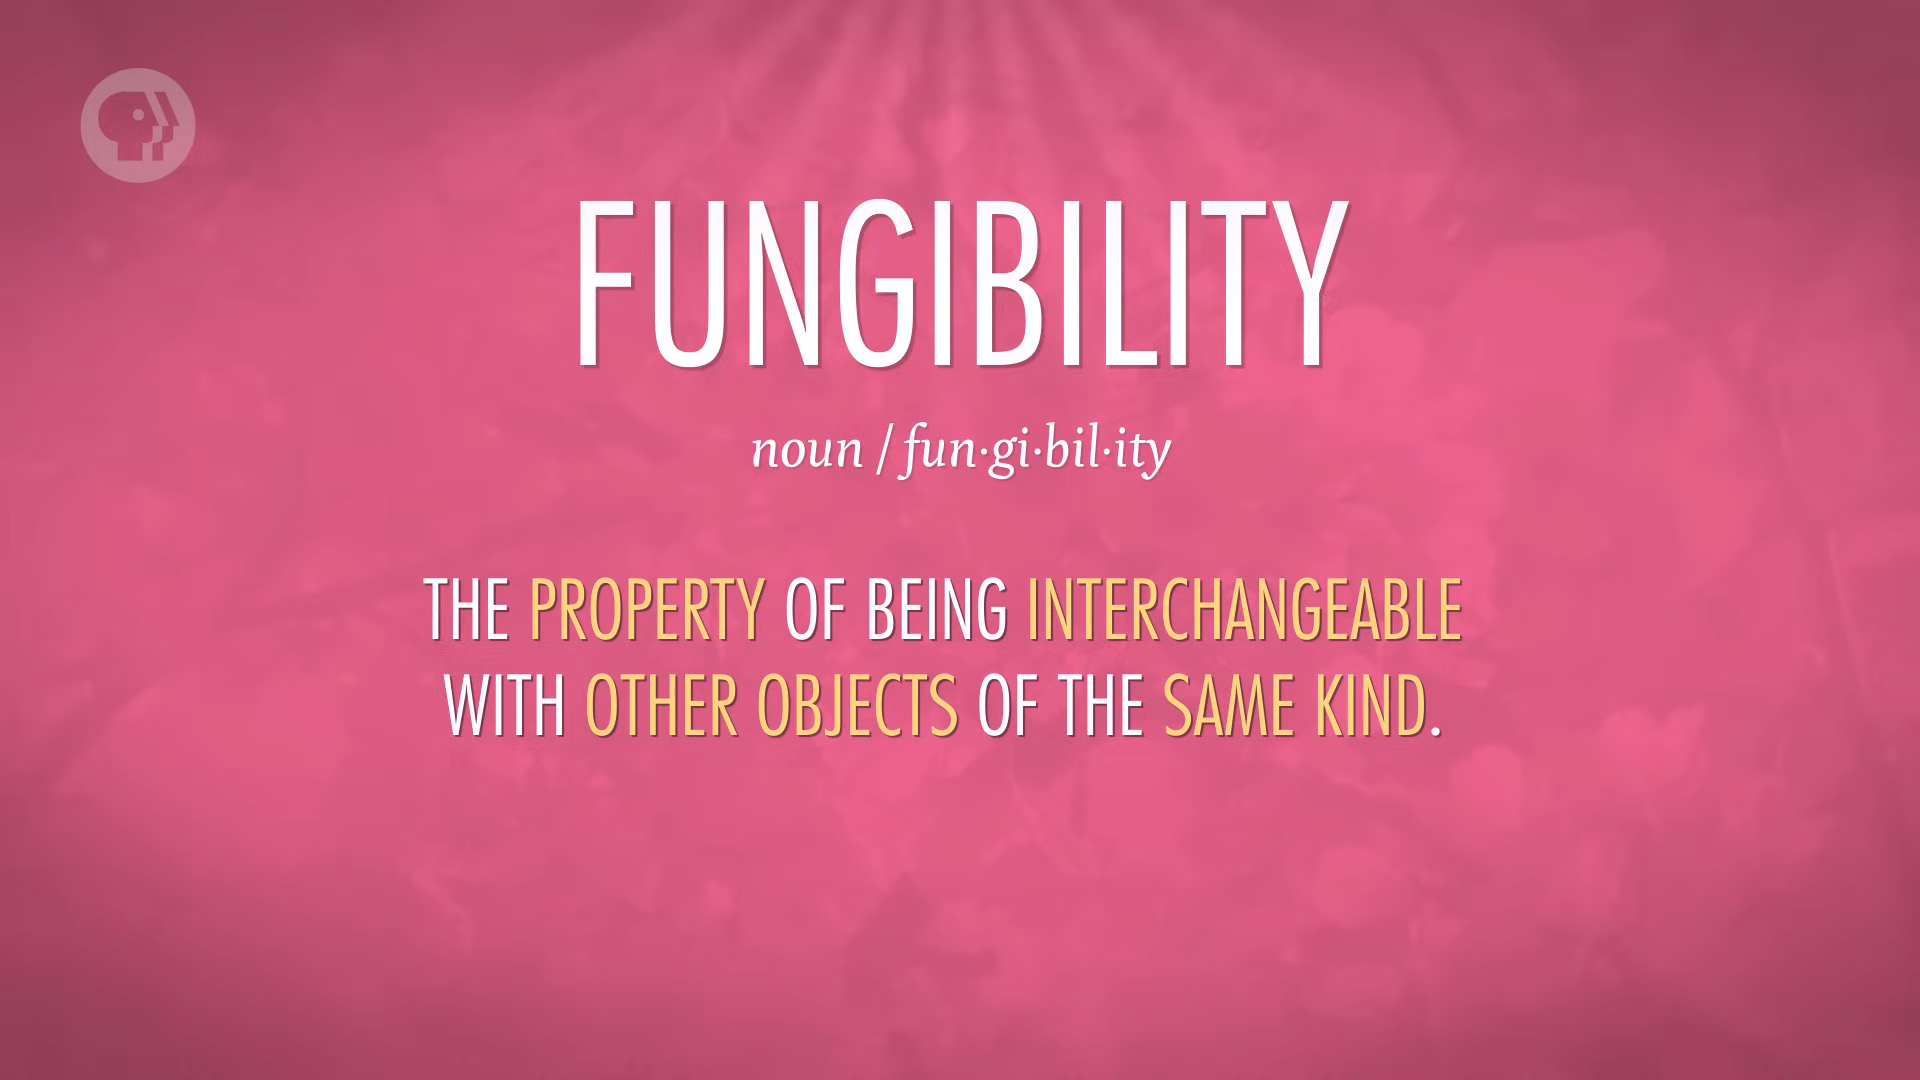 FUNGIBILITY
noun / fun·gi·bil·ity
THE PROPERTY OF BEING INTERCHANGEABLE
WITH OTHER OBJECTS OF THE SAME KIND.